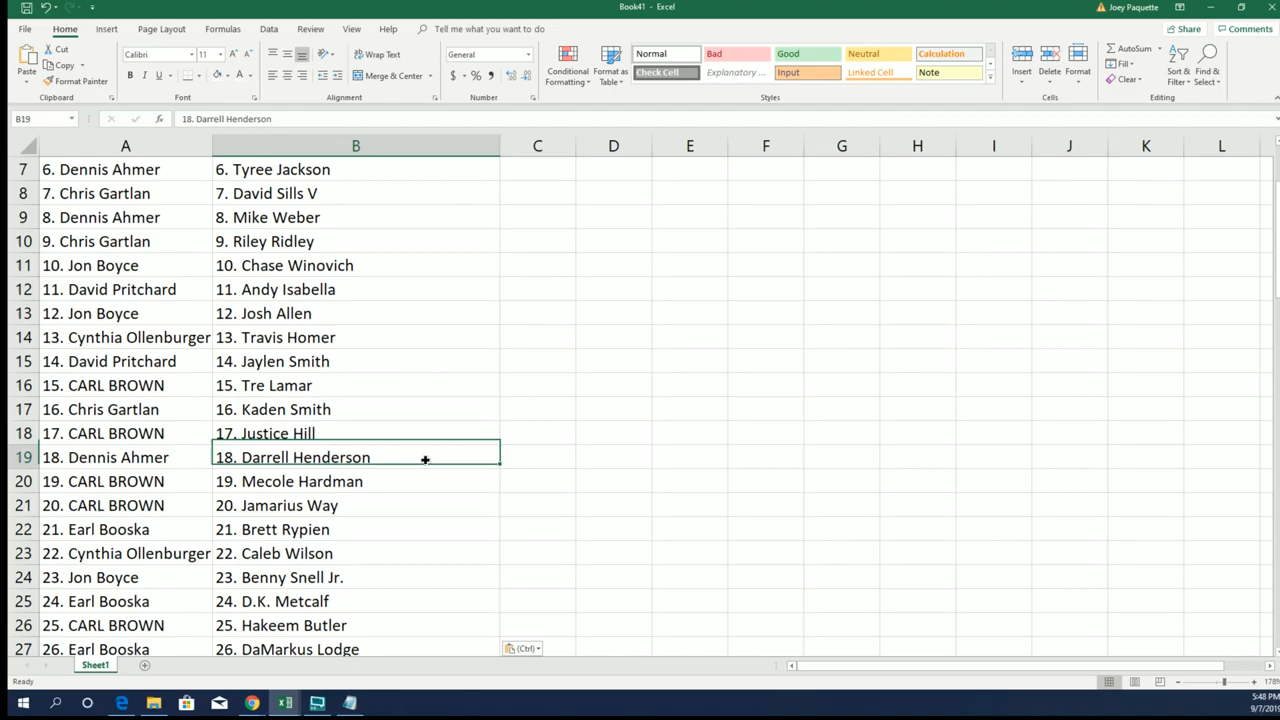 Book41 - Excel
Joey Paquette
File Home Insert Page Layout Formulas Data Review View Help Tell me what you want to do Share Comments
Cut
Copy
Format Painter
Paste
Calibri 11
B I U
Wrap Text
Merge & Center
General
$ % ,
Conditional Formatting
Format as Table
Normal Bad Good Neutral Calculation
Check Cell Explanatory ... Input Linked Cell Note
Insert Delete Format
AutoSum
Fill
Clear
Sort & Filter
Find & Select
Clipboard Font Alignment Number Styles Cells Editing
B19 fx 18. Darrell Henderson
A B C D E F G H I J K L
7 6. Dennis Ahmer 6. Tyree Jackson
8 7. Chris Gartlan 7. David Sills V
9 8. Dennis Ahmer 8. Mike Weber
10 9. Chris Gartlan 9. Riley Ridley
11 10. Jon Boyce 10. Chase Winovich
12 11. David Pritchard 11. Andy Isabella
13 12. Jon Boyce 12. Josh Allen
14 13. Cynthia Ollenburger 13. Travis Homer
15 14. David Pritchard 14. Jaylen Smith
16 15. CARL BROWN 15. Tre Lamar
17 16. Chris Gartlan 16. Kaden Smith
18 17. CARL BROWN 17. Justice Hill
19 18. Dennis Ahmer 18. Darrell Henderson
20 19. CARL BROWN 19. Mecole Hardman
21 20. CARL BROWN 20. Jamarius Way
22 21. Earl Booska 21. Brett Rypien
23 22. Cynthia Ollenburger 22. Caleb Wilson
24 23. Jon Boyce 23. Benny Snell Jr.
25 24. Earl Booska 24. D.K. Metcalf
26 25. CARL BROWN 25. Hakeem Butler
27 26. Earl Booska 26. DaMarkus Lodge
(Ctrl)
Sheet1
Ready
178%
5:48 PM
9/7/2019